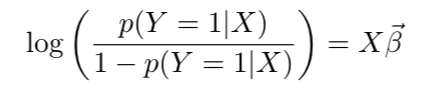 log ( p(Y = 1|X) / 1 − p(Y = 1|X) ) = Xβ⃗